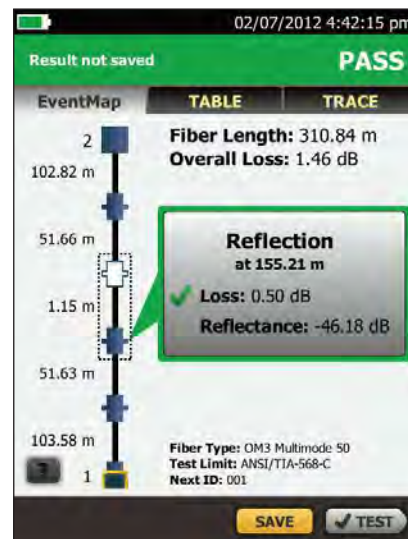 02/07/2012 4:42:15 pm
Result not saved
PASS
EventMap
TABLE
TRACE
2
Fiber Length: 310.84 m
Overall Loss: 1.46 dB
102.82 m
51.66 m
Reflection
at 155.21 m
Loss: 0.50 dB
Reflectance: -46.18 dB
1.15 m
51.63 m
103.58 m
1
Fiber Type: OM3 Multimode 50
Test Limit: ANSI/TIA-568-C
Next ID: 001
SAVE
TEST